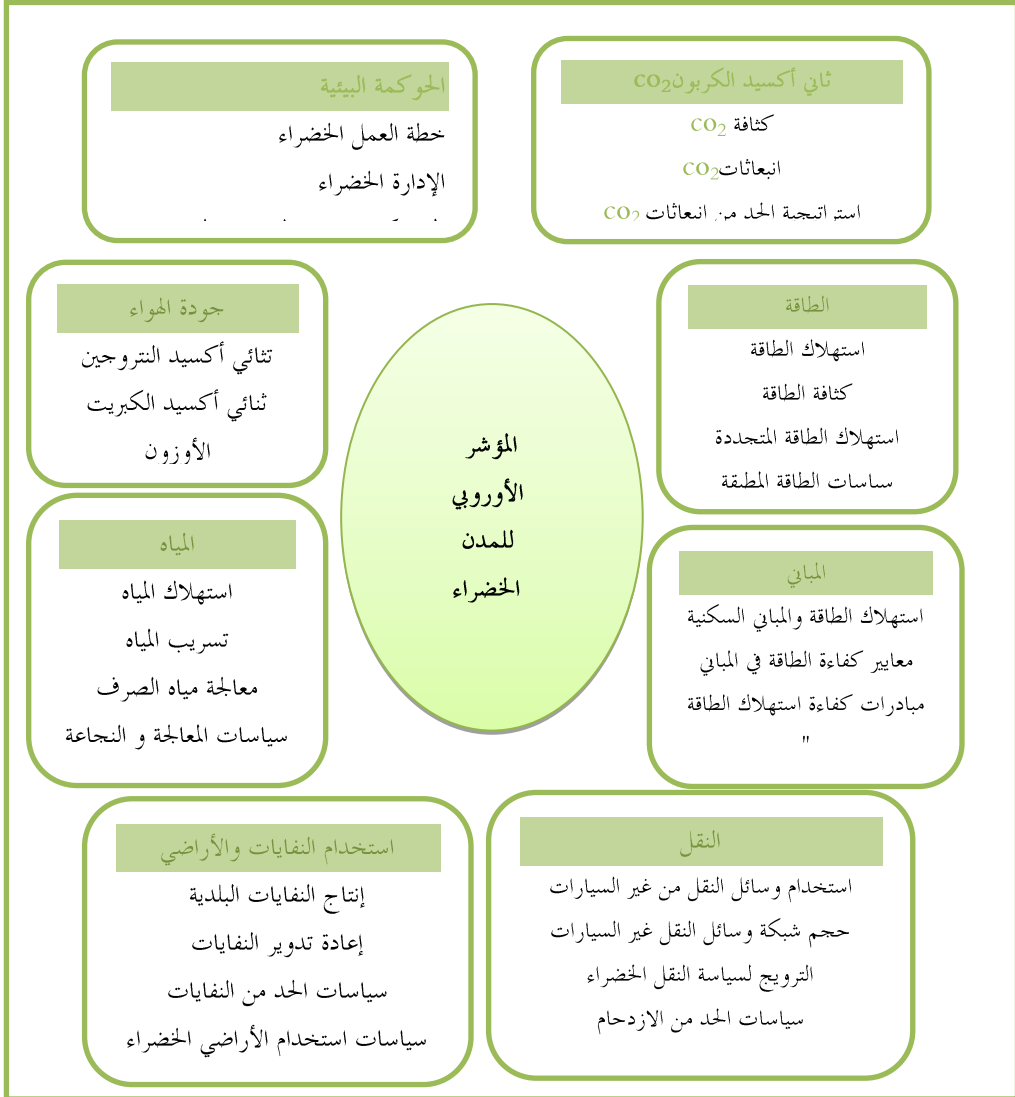 ثاني أكسيد الكربونCO2
كثافة CO2
انبعاثاتCO2
استراتيجية الحد من انبعاثات CO2
الحوكمة البيئية
خطة العمل الخضراء
الإدارة الخضراء
الطاقة
استهلاك الطاقة
كثافة الطاقة
استهلاك الطاقة المتجددة
سياسات الطاقة المطبقة
جودة الهواء
تثائي أكسيد النتروجين
ثنائي أكسيد الكبريت
الأوزون
المؤشر
الأوروبي
للمدن
الخضراء
المباني
استهلاك الطاقة والمباني السكنية
معايير كفاءة الطاقة في المباني
مبادرات كفاءة استهلاك الطاقة
"
المياه
استهلاك المياه
تسريب المياه
معالجة مياه الصرف
سياسات المعالجة و النجاعة
النقل
استخدام وسائل النقل من غير السيارات
حجم شبكة وسائل النقل غير السيارات
الترويج لسياسة النقل الخضراء
سياسات الحد من الازدحام
استخدام النفايات والأراضي
إنتاج النفايات البلدية
إعادة تدوير النفايات
سياسات الحد من النفايات
سياسات استخدام الأراضي الخضراء